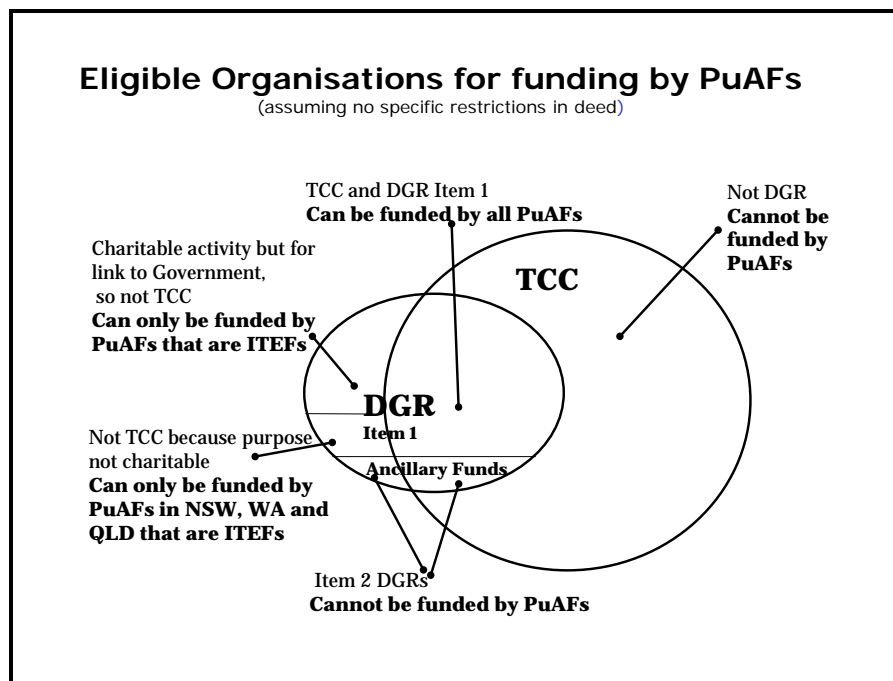 Eligible Organisations for funding by PuAFs
(assuming no specific restrictions in deed)
TCC and DGR Item 1
Can be funded by all PuAFs
Not DGR
Cannot be
funded by
PuAFs
Charitable activity but for
link to Government,
so not TCC
Can only be funded by
PuAFs that are ITEFs
TCC
DGR
Item 1
Not TCC because purpose
not charitable
Can only be funded by
PuAFs in NSW, WA and
QLD that are ITEFs
Ancillary Funds
Item 2 DGRs
Cannot be funded by PuAFs